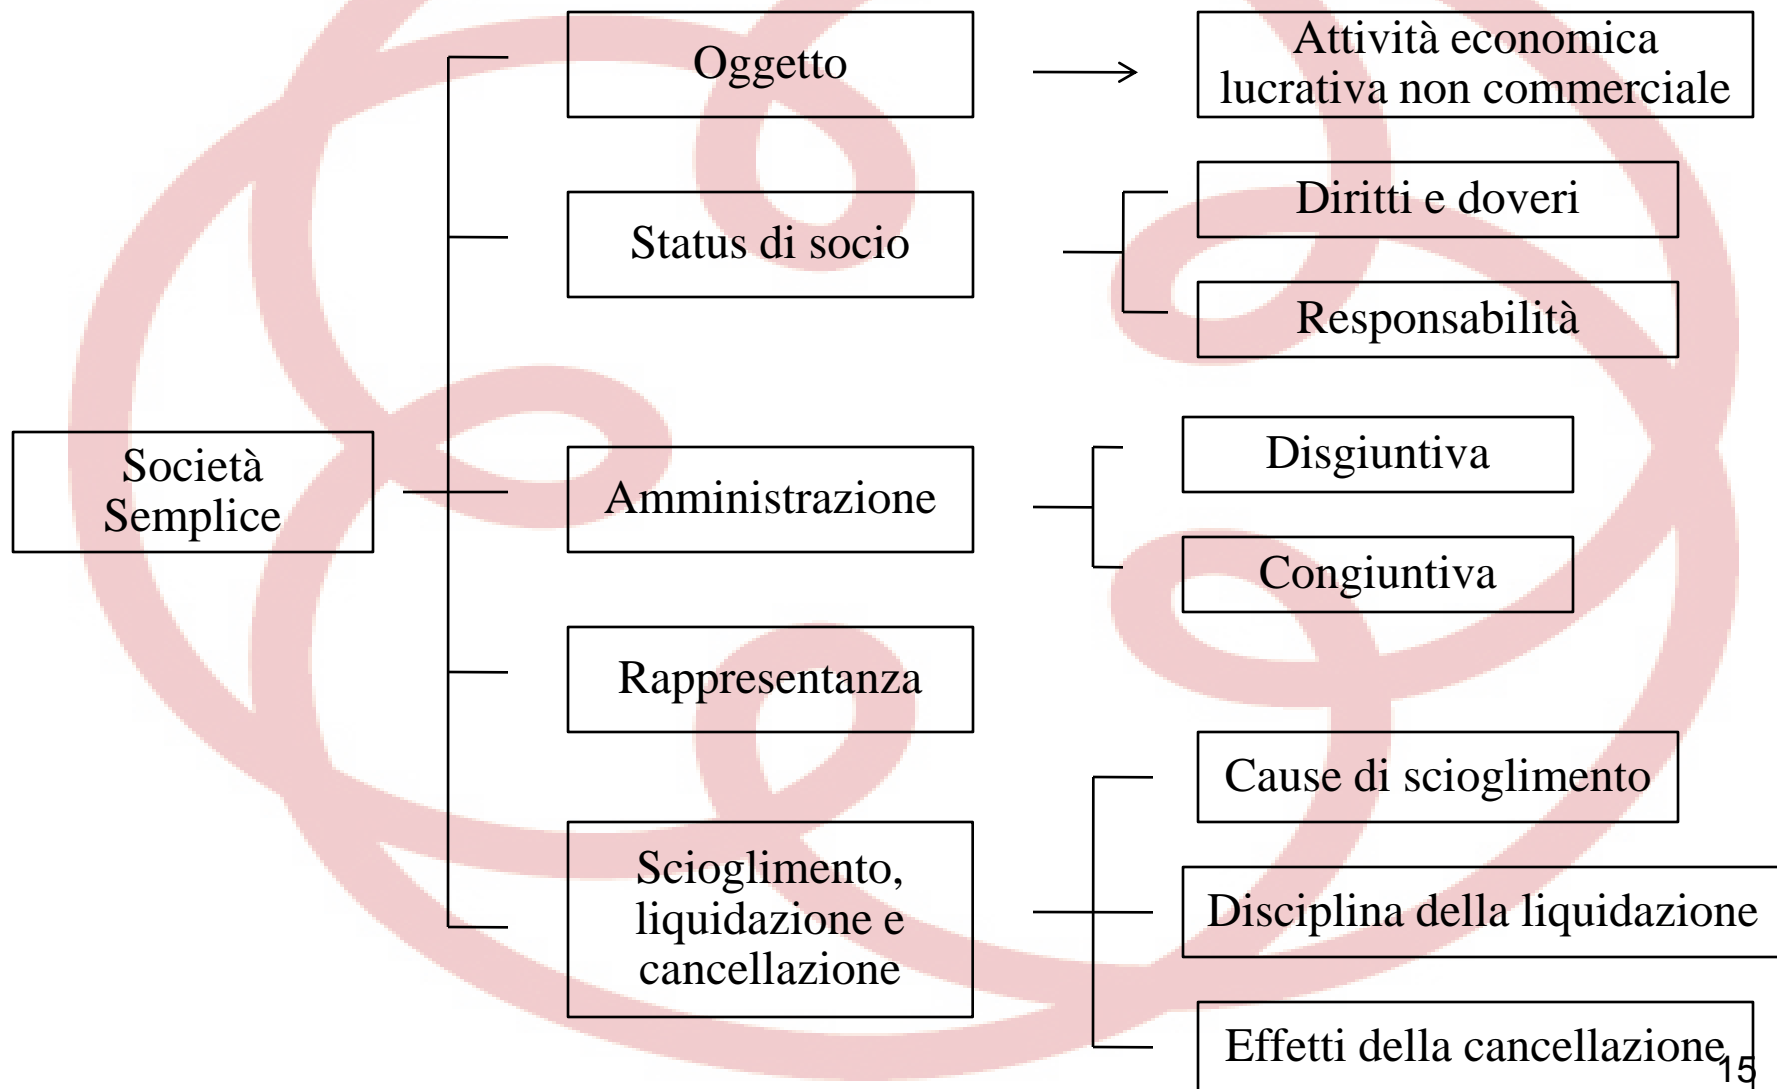 Società
Semplice
Oggetto
Attività economica
lucrativa non commerciale
Status di socio
Diritti e doveri
Responsabilità
Amministrazione
Disgiuntiva
Congiuntiva
Rappresentanza
Scioglimento,
liquidazione e
cancellazione
Cause di scioglimento
Disciplina della liquidazione
Effetti della cancellazione
15